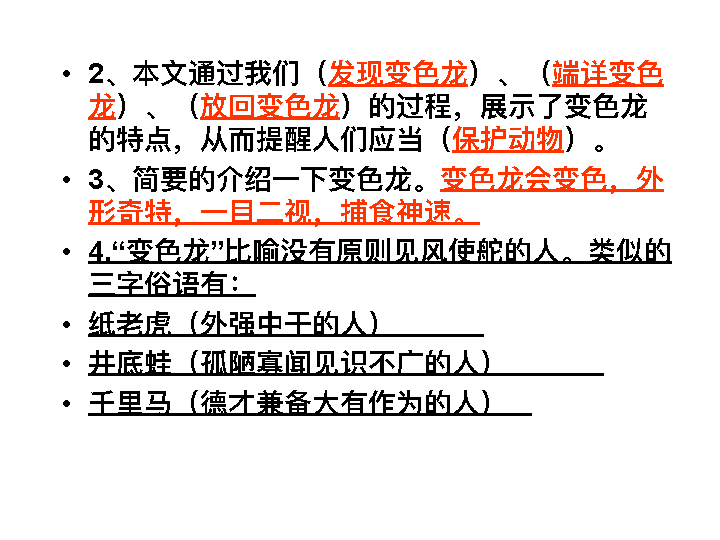 • 2、本文通过我们（发现变色龙）、（端详变色
龙）、（放回变色龙）的过程，展示了变色龙
的特点，从而提醒人们应当（保护动物）。
• 3、简要的介绍一下变色龙。变色龙会变色，外
形奇特，一目二视，捕食神速。
• 4.“变色龙”比喻没有原则见风使舵的人。类似的
三字俗语有：
• 纸老虎（外强中干的人）
• 井底蛙（孤陋寡闻见识不广的人）
• 千里马（德才兼备大有作为的人）